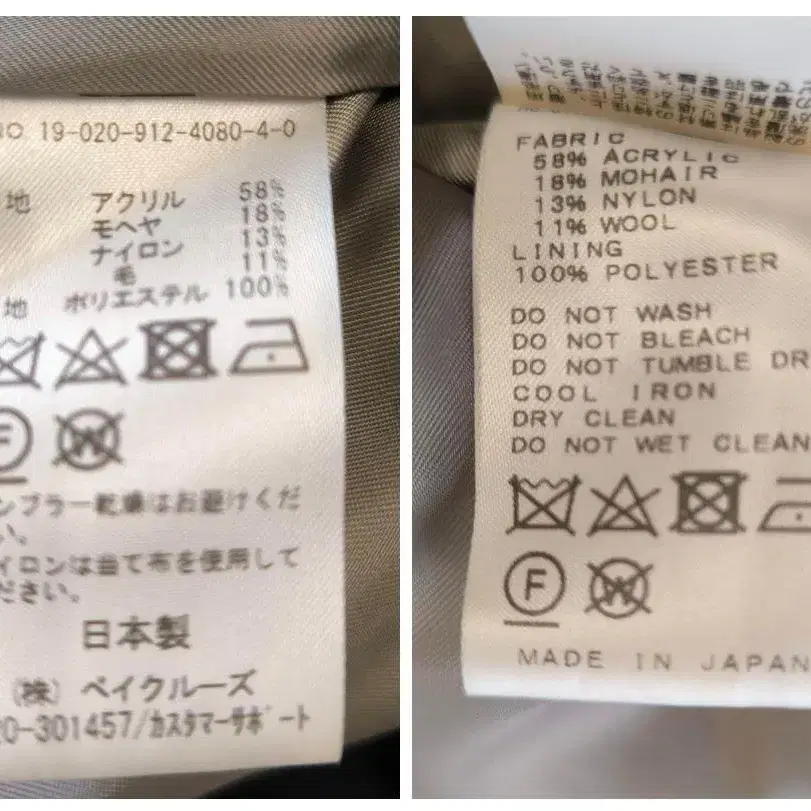 NO 19-020-912-4080-4-0
地 アクリル 58%
モヘヤ 18%
ナイロン 13%
毛 11%
地 ポリエステル 100%
F W
ンブラー乾燥はお避けくだ
い。
イロンは当て布を使用して
ださい。
日本製
(株) ベイクルーズ
20-301457/カスタマーサポート
FABRIC
58% ACRYLIC
18% MOHAIR
13% NYLON
11% WOOL
LINING
100% POLYESTER
DO NOT WASH
DO NOT BLEACH
DO NOT TUMBLE DR
COOL IRON
DRY CLEAN
DO NOT WET CLEAN
F W
MADE IN JAPAN